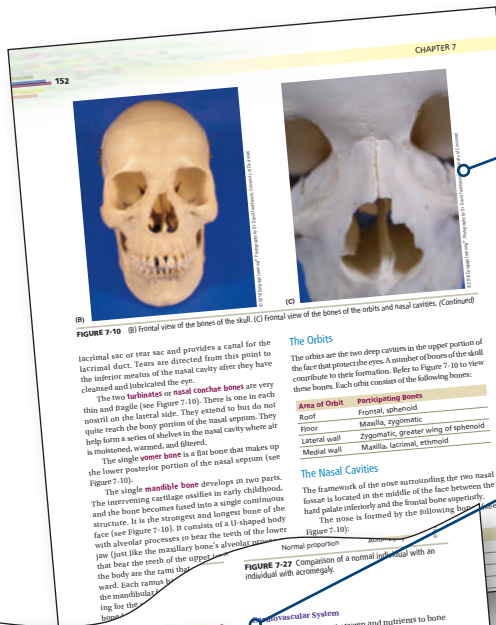 CHAPTER 7
152
(B)
(C)
FIGURE 7-10 (B) Frontal view of the bones of the skull. (C) Frontal view of the bones of the orbits and nasal cavities. (Continued)
lacrimal sac or tear sac and provides a canal for the
lacrimal duct. Tears are directed from this point to
the inferior meatus of the nasal cavity after they have
cleansed and lubricated the eye.
The two turbinates or nasal conchae bones are very
thin and fragile (see Figure 7-10). There is one in each
nostril on the lateral side. They extend to but do not
quite reach the bony portion of the nasal septum. They
help form a series of shelves in the nasal cavity where air
is moistened, warmed, and filtered.
The single vomer bone is a flat bone that makes up
the lower posterior portion of the nasal septum (see
Figure 7-10).
The single mandible bone develops in two parts.
The intervening cartilage ossifies in early childhood,
and the bone becomes fused into a single continuous
structure. It is the strongest and longest bone of the
face (see Figure 7-10). It consists of a U-shaped body
with alveolar processes to bear the teeth of the lower
jaw (just like the maxillary bone's alveolar
that bear the teeth of the upper
the body are the rami that
ward. Each ramus
the mandibular
ing for the
bone
The Orbits
The orbits are the two deep cavities in the upper portion of
the face that protect the eyes. A number of bones of the skull
contribute to their formation. Refer to Figure 7-10 to view
these bones. Each orbit consists of the following bones:
Area of Orbit Participating Bones
Roof Frontal, sphenoid
Floor Maxilla, zygomatic
Lateral wall Zygomatic, greater wing of sphenoid
Medial wall Maxilla, lacrimal, ethmoid
The Nasal Cavities
The framework of the nose surrounding the two nasal
fossae is located in the middle of the face between the
hard palate inferiorly and the frontal bone superiorly.
The nose is formed by the following
Figure 7-10):
Normal proportion
FIGURE 7-27 Comparison of a normal individual with an
individual with acromegaly.
Cardiovascular System
and nutrients to bone